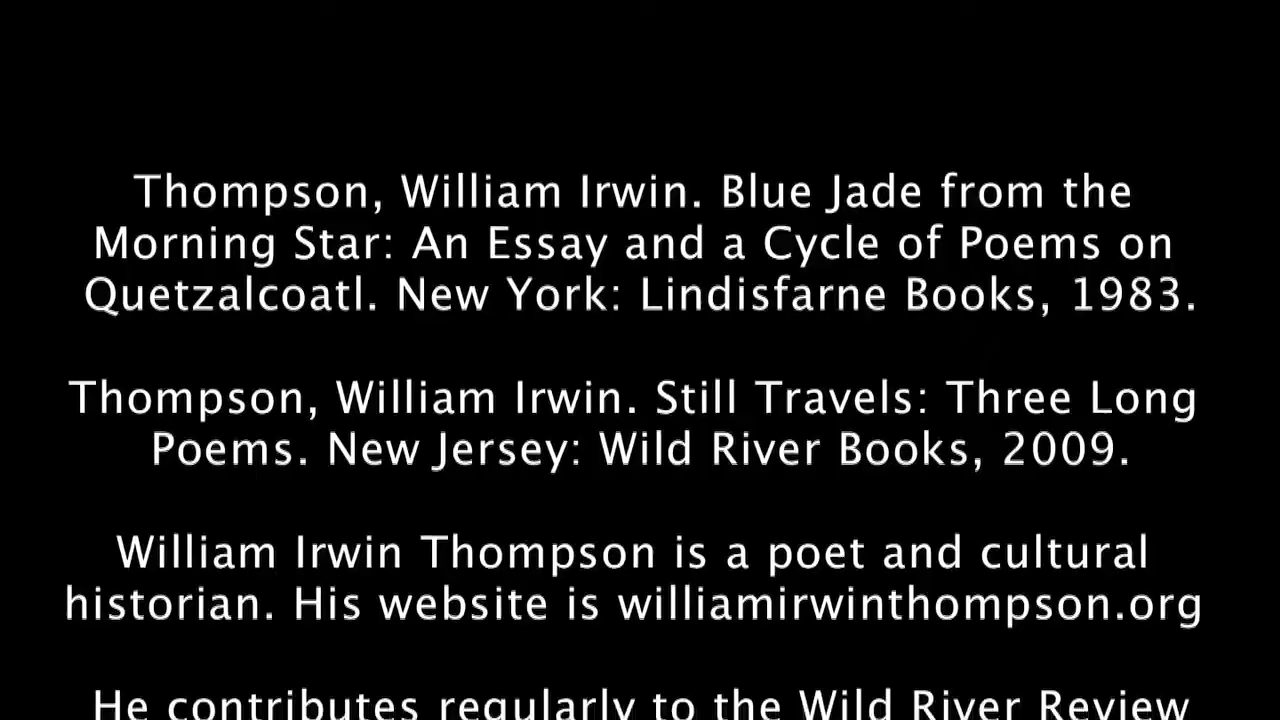 Thompson, William Irwin. Blue Jade from the
Morning Star: An Essay and a Cycle of Poems on
Quetzalcoatl. New York: Lindisfarne Books, 1983.
Thompson, William Irwin. Still Travels: Three Long
Poems. New Jersey: Wild River Books, 2009.
William Irwin Thompson is a poet and cultural
historian. His website is williamirwinthompson.org
He contributes regularly to the Wild River Review